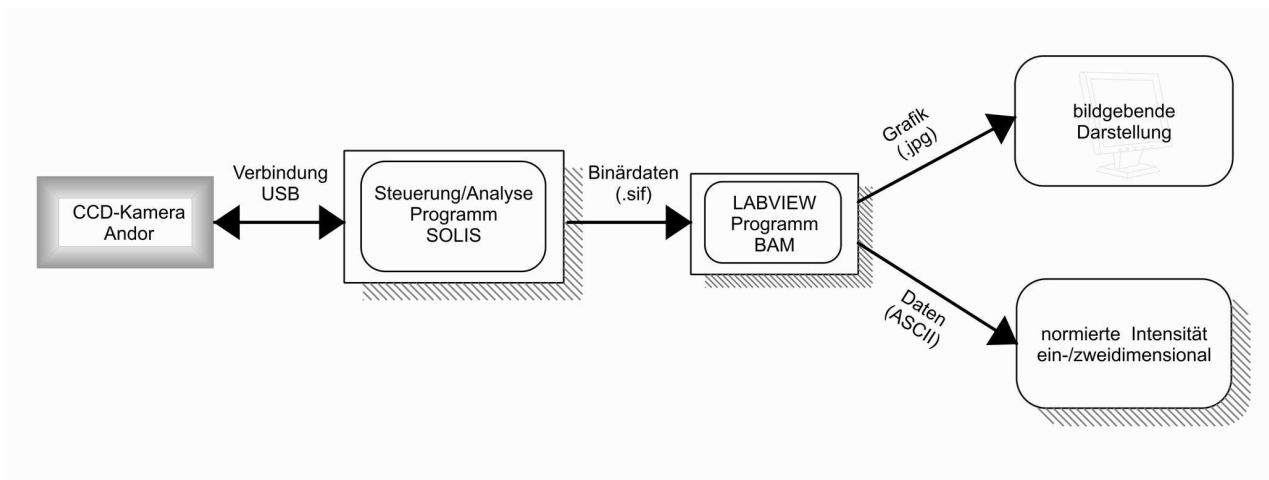 CCD-Kamera
Andor
Verbindung
USB
Steuerung/Analyse
Programm
SOLIS
Binärdaten
(.sif)
LABVIEW
Programm
BAM
Grafik
(.jpg)
bildgebende
Darstellung
Daten
(ASCII)
normierte Intensität
ein-/zweidimensional